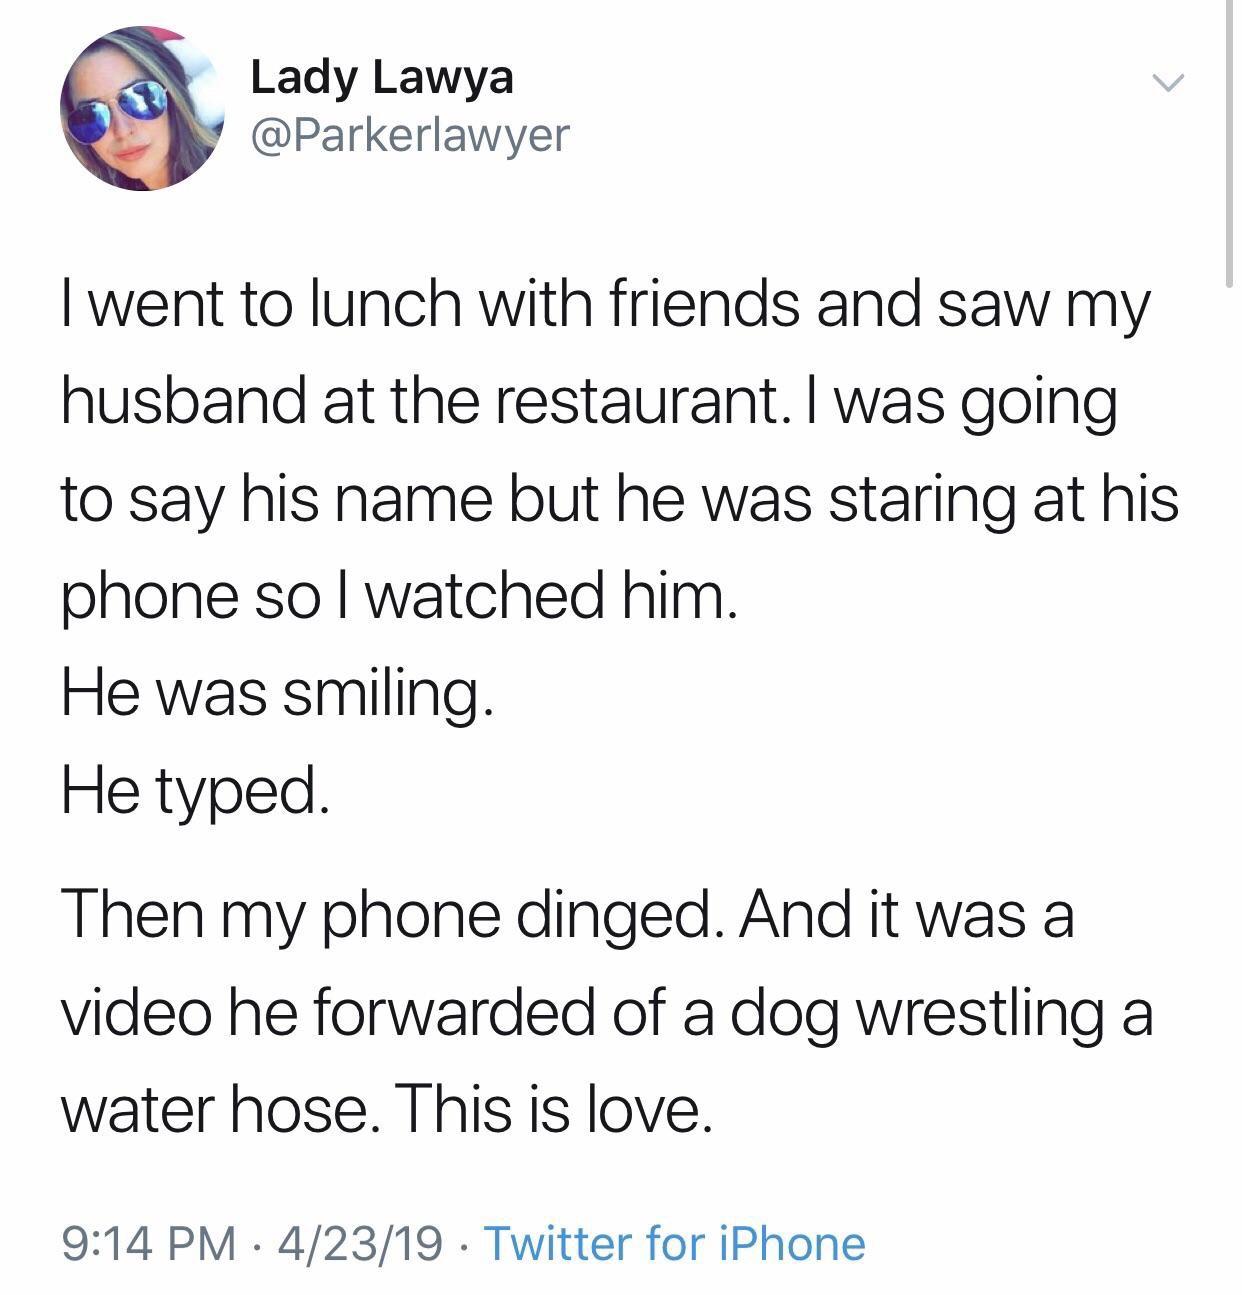 Lady Lawya
@Parkerlawyer
I went to lunch with friends and saw my
husband at the restaurant. I was going
to say his name but he was staring at his
phone so I watched him.
He was smiling.
He typed.
Then my phone dinged. And it was a
video he forwarded of a dog wrestling a
water hose. This is love.
9:14 PM · 4/23/19 · Twitter for iPhone